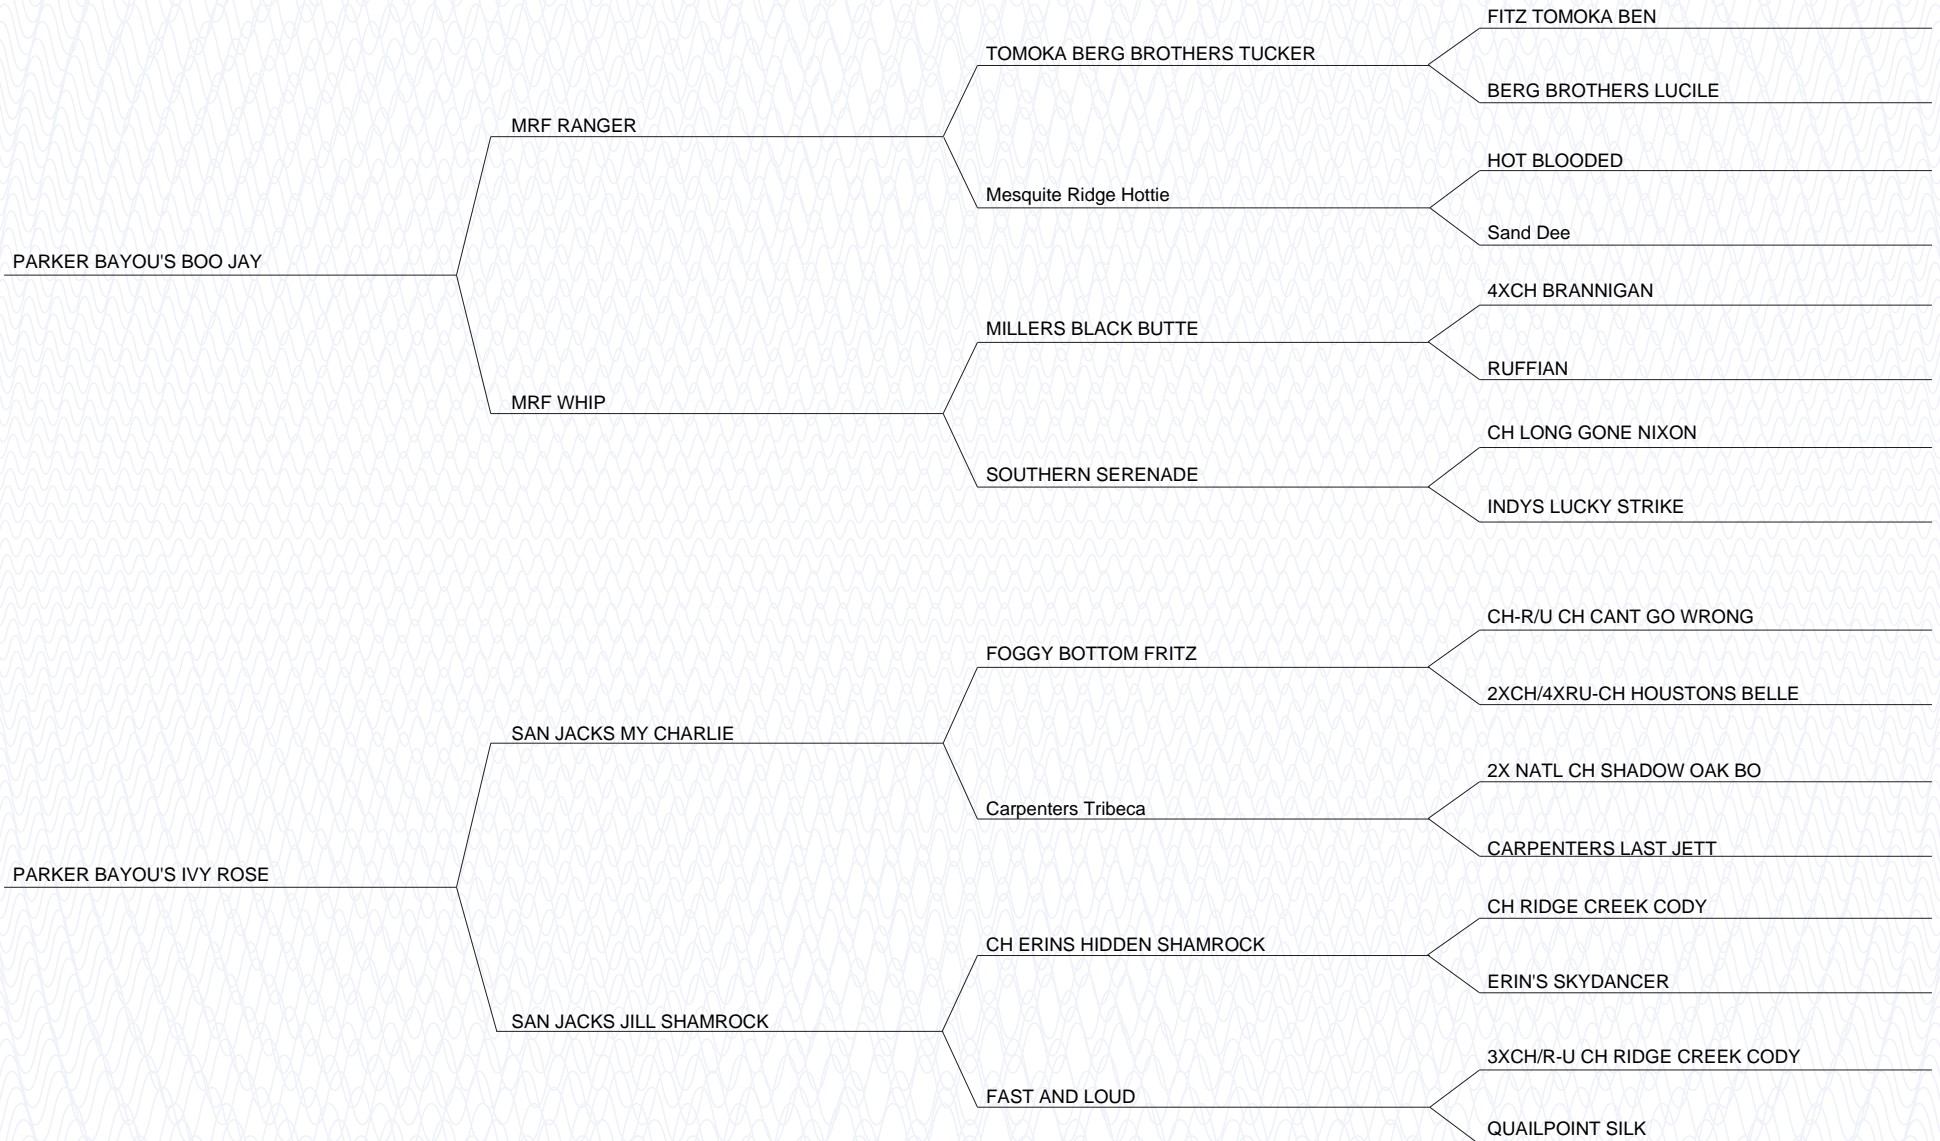 FITZ TOMOKA BEN
TOMOKA BERG BROTHERS TUCKER
BERG BROTHERS LUCILE
MRF RANGER
HOT BLOODED
Mesquite Ridge Hottie
Sand Dee
PARKER BAYOU'S BOO JAY
4XCH BRANNIGAN
MILLERS BLACK BUTTE
RUFFIAN
MRF WHIP
CH LONG GONE NIXON
SOUTHERN SERENADE
INDYS LUCKY STRIKE
CH-R/U CH CANT GO WRONG
FOGGY BOTTOM FRITZ
2XCH/4XRU-CH HOUSTONS BELLE
SAN JACKS MY CHARLIE
2X NATL CH SHADOW OAK BO
Carpenters Tribeca
CARPENTERS LAST JETT
PARKER BAYOU'S IVY ROSE
CH RIDGE CREEK CODY
CH ERINS HIDDEN SHAMROCK
ERIN'S SKYDANCER
SAN JACKS JILL SHAMROCK
3XCH/R-U CH RIDGE CREEK CODY
FAST AND LOUD
QUAILPOINT SILK